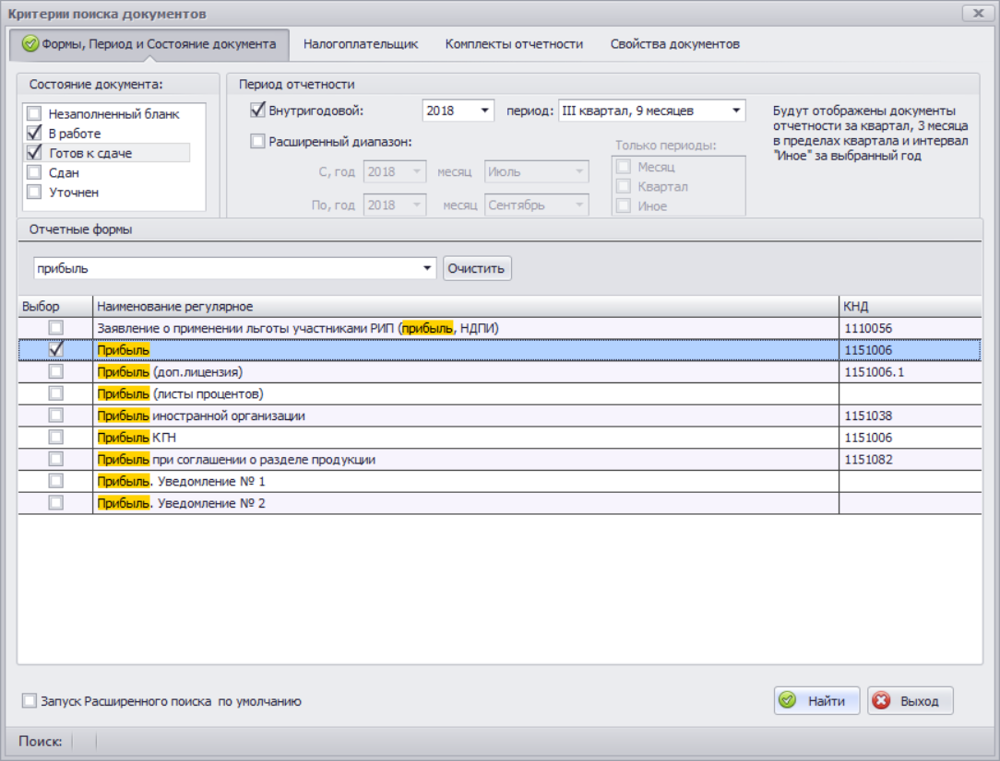 Критерии поиска документов
Формы, Период и Состояние документа
Налогоплательщик
Комплекты отчетности
Свойства документов
Состояние документа:
Незаполненный бланк
В работе
Готов к сдаче
Сдан
Уточнен
Период отчетности
Внутригодовой:
2018
период:
III квартал, 9 месяцев
Расширенный диапазон:
С, год
2018
месяц
Июль
По, год
2018
месяц
Сентябрь
Только периоды:
Месяц
Квартал
Иное
Будут отображены документы
отчетности за квартал, 3 месяца
в пределах квартала и интервал
"Иное" за выбранный год
Отчетные формы
прибыль
Очистить
Выбор Наименование регулярное КНД
Заявление о применении льготы участниками РИП (прибыль, НДПИ) 1110056
Прибыль 1151006
Прибыль (доп.лицензия) 1151006.1
Прибыль (листы процентов)
Прибыль иностранной организации 1151038
Прибыль КГН 1151006
Прибыль при соглашении о разделе продукции 1151082
Прибыль. Уведомление № 1
Прибыль. Уведомление № 2
Запуск Расширенного поиска по умолчанию
Найти
Выход
Поиск: